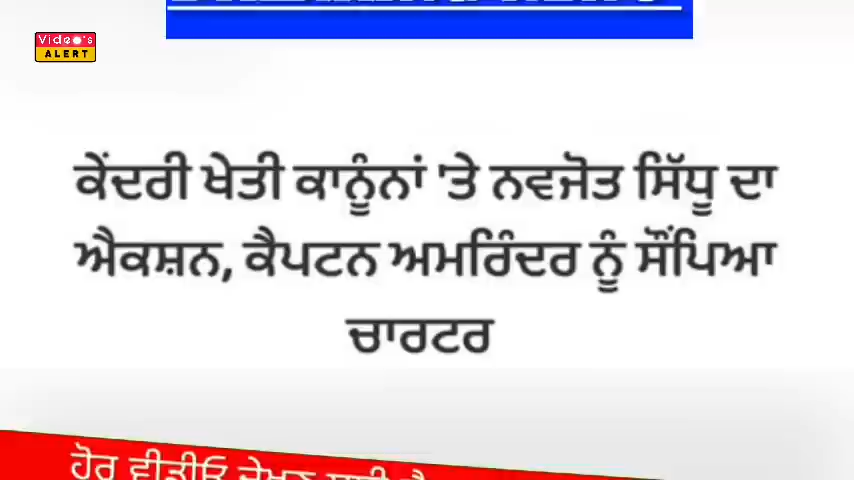 Video's
ALERT
ਕੇਂਦਰੀ ਖੇਤੀ ਕਾਨੂੰਨਾਂ 'ਤੇ ਨਵਜੋਤ ਸਿੱਧੂ ਦਾ
ਐਕਸ਼ਨ, ਕੈਪਟਨ ਅਮਰਿੰਦਰ ਨੂੰ ਸੌਂਪਿਆ
ਚਾਰਟਰ
ਹੋਰ ਵੀਡੀਓ